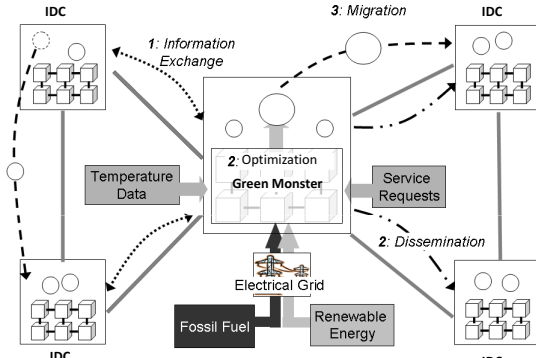 IDC
3: Migration
IDC
1: Information
Exchange
2: Optimization
Green Monster
Temperature
Data
Service
Requests
2: Dissemination
Electrical Grid
Fossil Fuel
Renewable
Energy
IDC
IDC